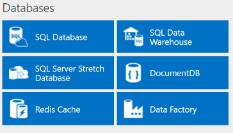 Databases
SQL Database
SQL Data
Warehouse
SQL Server Stretch
Database
DocumentDB
Redis Cache
Data Factory